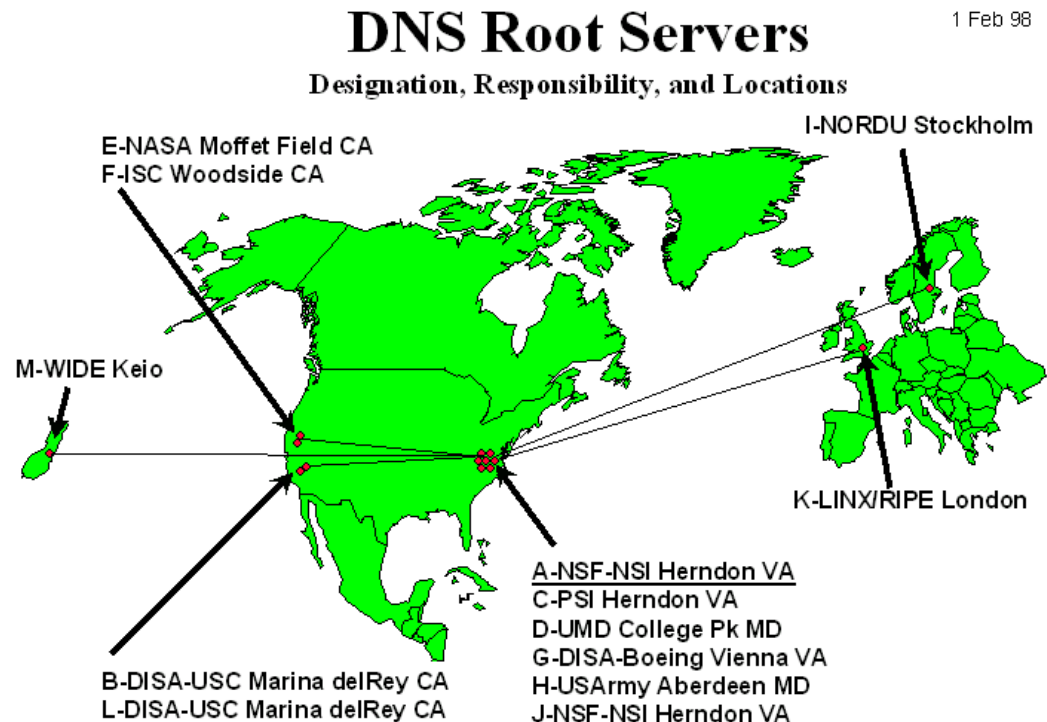 DNS Root Servers
1 Feb 98
Designation, Responsibility, and Locations
E-NASA Moffet Field CA
F-ISC Woodside CA
I-NORDU Stockholm
M-WIDE Keio
K-LINX/RIPE London
B-DISA-USC Marina delRey CA
L-DISA-USC Marina delRey CA
A-NSF-NSI Herndon VA
C-PSI Herndon VA
D-UMD College Pk MD
G-DISA-Boeing Vienna VA
H-USArmy Aberdeen MD
J-NSF-NSI Herndon VA